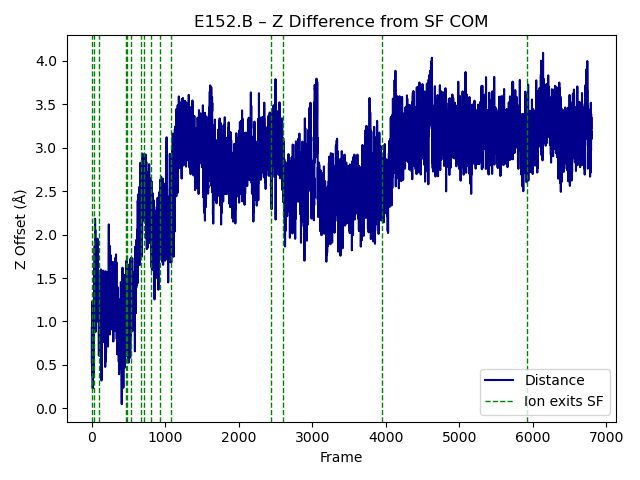 E152.B – Z Difference from SF COM
Z Offset (Å)
4.0
3.5
3.0
2.5
2.0
1.5
1.0
0.5
0.0
Distance
Ion exits SF
0 1000 2000 3000 4000 5000 6000 7000
Frame